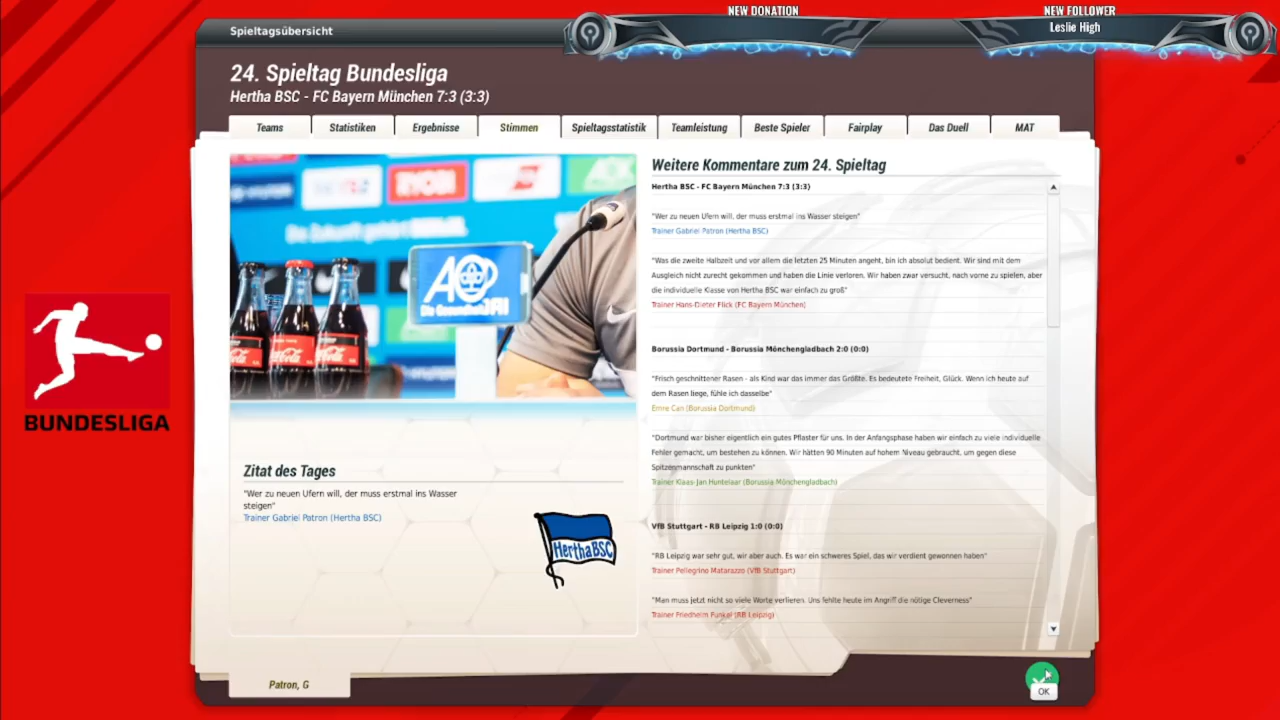 NEW DONATION
NEW FOLLOWER
Leslie High
Spieltagsübersicht
24. Spieltag Bundesliga
Hertha BSC - FC Bayern München 7:3 (3:3)
Teams
Statistiken
Ergebnisse
Stimmen
Spieltagsstatistik
Teamleistung
Beste Spieler
Fairplay
Das Duell
MAT
BUNDESLIGA
Die Zukunft gehört
AOP
Die Gesundheit
Coca-Cola
Coca-Cola
Coca-Cola
Zitat des Tages
"Wer zu neuen Ufern will, der muss erstmal ins Wasser
steigen"
Trainer Gabriel Patron (Hertha BSC)
Hertha BSC
Weitere Kommentare zum 24. Spieltag
Hertha BSC - FC Bayern München 7:3 (3:3)
"Wer zu neuen Ufern will, der muss erstmal ins Wasser steigen"
Trainer Gabriel Patron (Hertha BSC)
"Was die zweite Halbzeit und vor allem die letzten 25 Minuten angeht, bin ich absolut bedient. Wir sind mit dem
Ausgleich nicht zurecht gekommen und haben die Linie verloren. Wir haben zwar versucht, nach vorne zu spielen, aber
die individuelle Klasse von Hertha BSC war einfach zu groß"
Trainer Hans-Dieter Flick (FC Bayern München)
Borussia Dortmund - Borussia Mönchengladbach 2:0 (0:0)
"Frisch geschnittener Rasen - als Kind war das immer das Größte. Es bedeutete Freiheit, Glück. Wenn ich heute auf
dem Rasen liege, fühle ich dasselbe"
Emre Can (Borussia Dortmund)
"Dortmund war bisher eigentlich ein gutes Pflaster für uns. In der Anfangsphase haben wir einfach zu viele individuelle
Fehler gemacht, um bestehen zu können. Wir hätten 90 Minuten auf hohem Niveau gebraucht, um gegen diese
Spitzenmannschaft zu punkten"
Trainer Klaas-Jan Huntelaar (Borussia Mönchengladbach)
VfB Stuttgart - RB Leipzig 1:0 (0:0)
"RB Leipzig war sehr gut, wir aber auch. Es war ein schweres Spiel, das wir verdient gewonnen haben"
Trainer Pellegrino Matarazzo (VfB Stuttgart)
"Man muss jetzt nicht so viele Worte verlieren. Uns fehlte heute im Angriff die nötige Cleverness"
Trainer Friedhelm Funkel (RB Leipzig)
Patron, G
OK